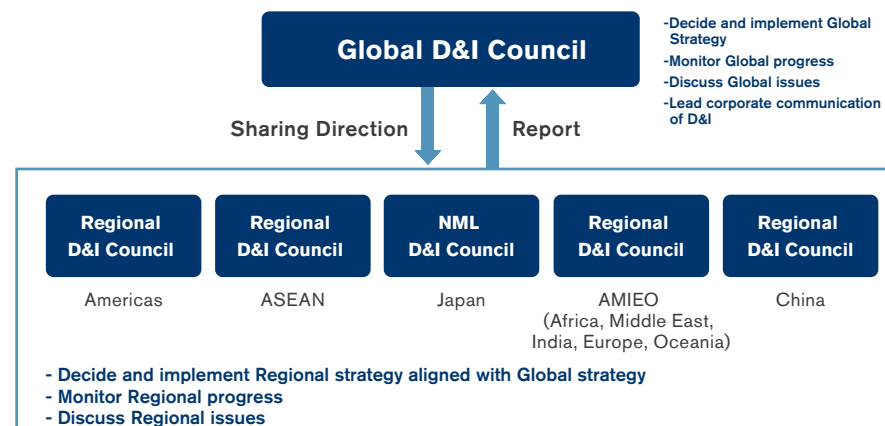 Global D&I Council
-Decide and implement Global
Strategy
-Monitor Global progress
-Discuss Global issues
-Lead corporate communication
of D&I
Sharing Direction
Report
Regional
D&I Council
Americas
Regional
D&I Council
ASEAN
NML
D&I Council
Japan
Regional
D&I Council
AMIEO
(Africa, Middle East,
India, Europe, Oceania)
Regional
D&I Council
China
- Decide and implement Regional strategy aligned with Global strategy
- Monitor Regional progress
- Discuss Regional issues